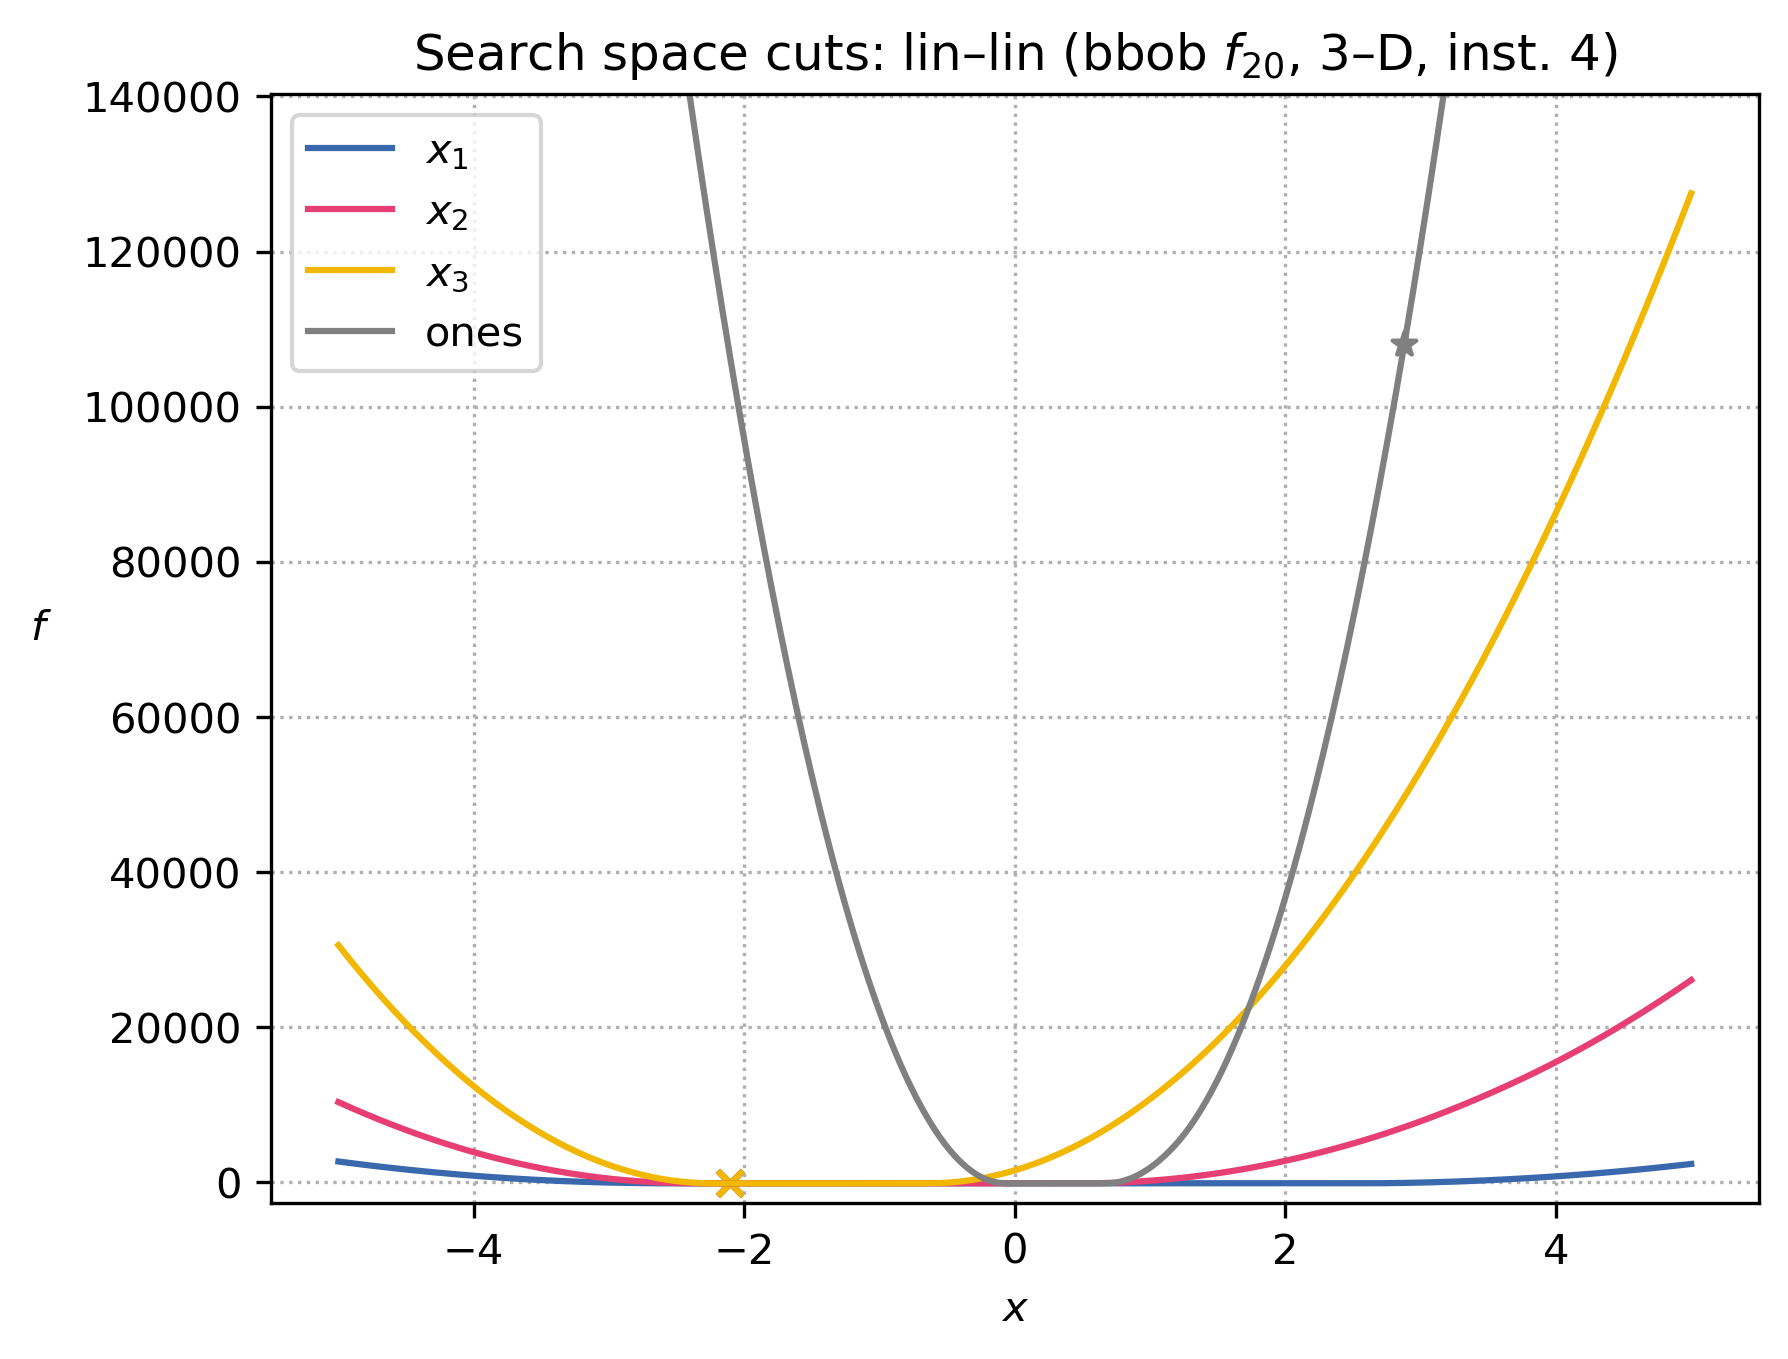 Search space cuts: lin–lin (bbob f₂₀, 3–D, inst. 4)
140000
120000
100000
80000
60000
40000
20000
0
f
x₁
x₂
x₃
ones
−4 −2 0 2 4
x